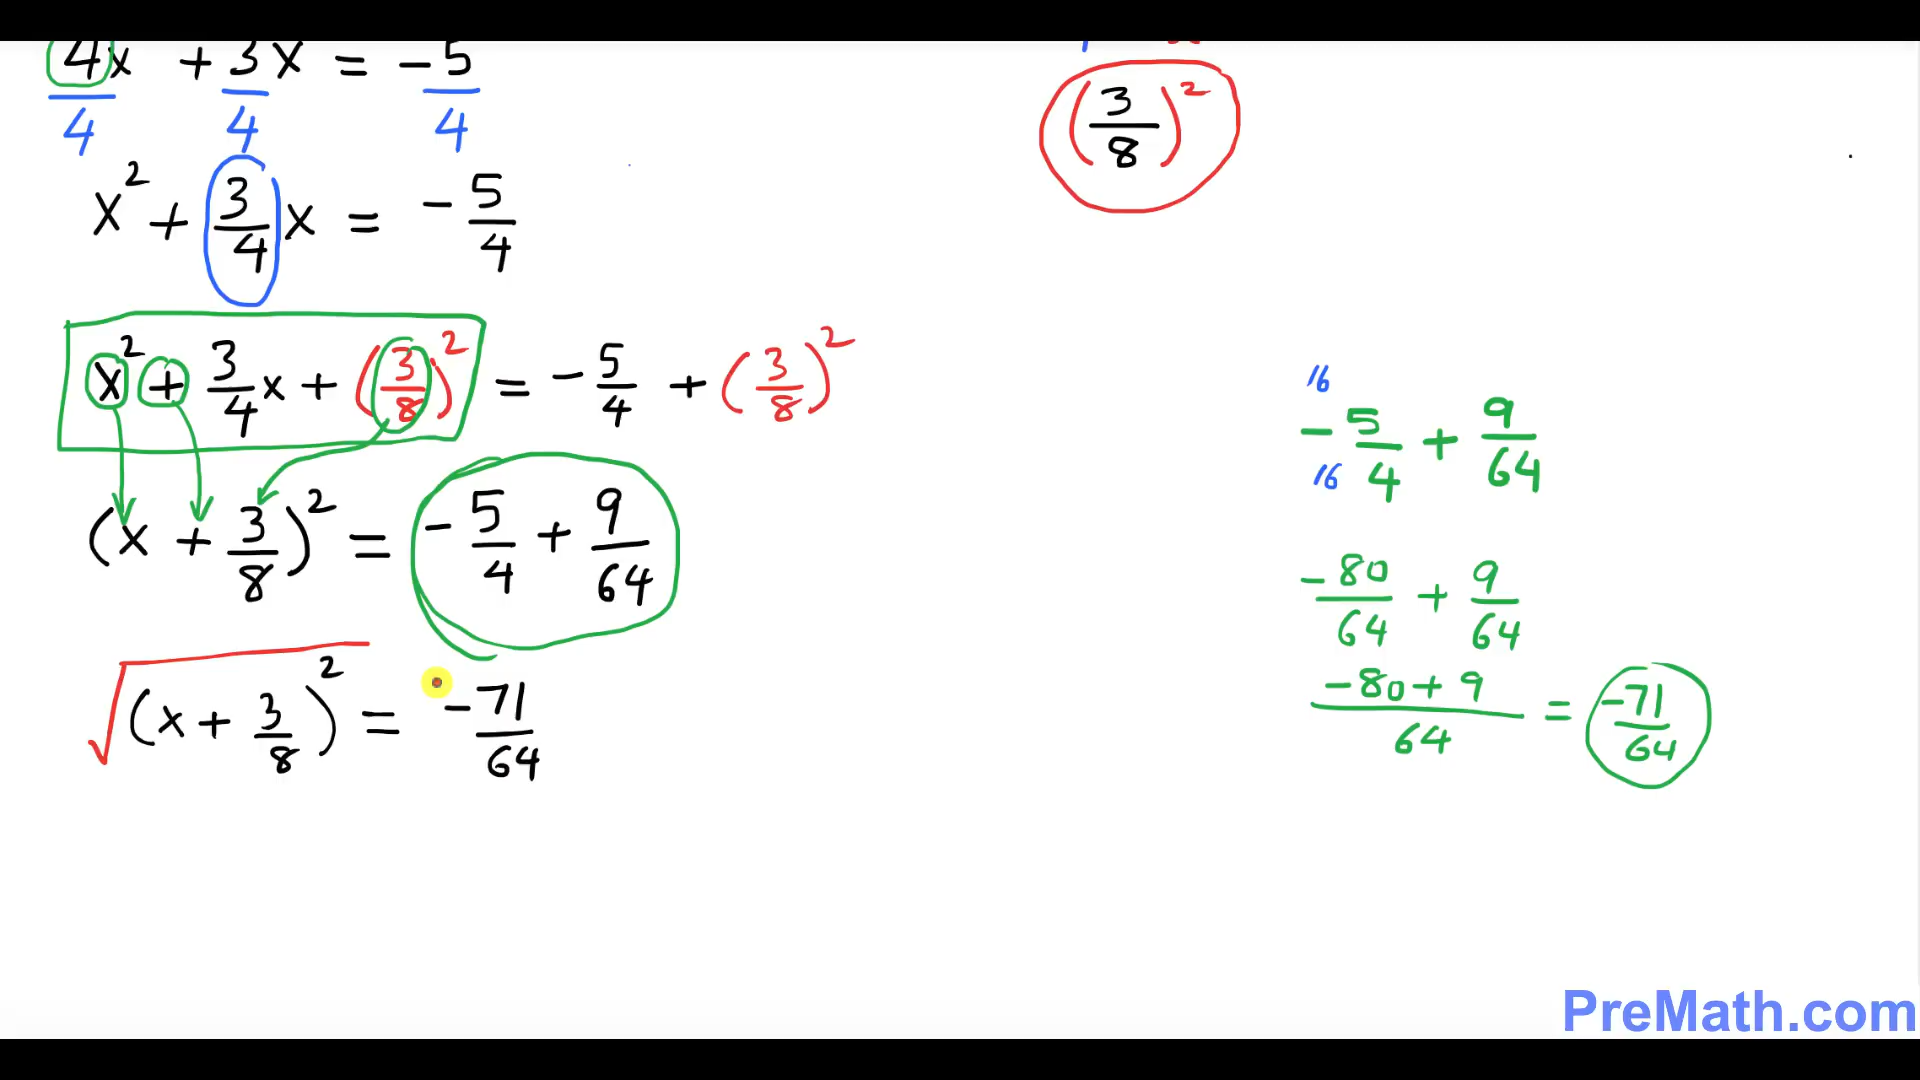 4x + 3x = -5
4 4 4
x² + 3/4 x = - 5/4
x² + 3/4 x + (3/8)² = - 5/4 + (3/8)²
(x + 3/8)² = - 5/4 + 9/64
√(x + 3/8)² = -71/64
(3/8)²
16
- 5/4 + 9/64
16
-80/64 + 9/64
-80 + 9/64 = -71/64
PreMath.com